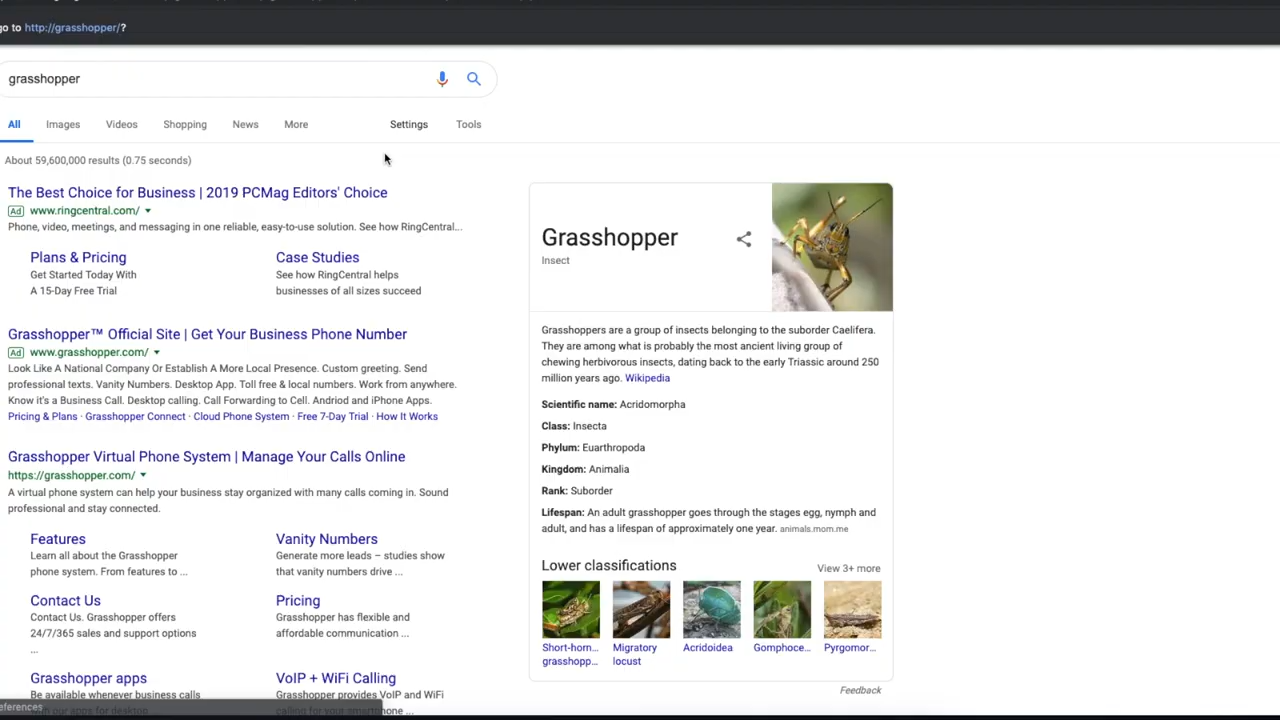 go to http://grasshopper/?
grasshopper
All Images Videos Shopping News More Settings Tools
About 59,600,000 results (0.75 seconds)
The Best Choice for Business | 2019 PCMag Editors' Choice
Ad www.ringcentral.com/
Phone, video, meetings, and messaging in one reliable, easy-to-use solution. See how RingCentral...
Plans & Pricing
Get Started Today With
A 15-Day Free Trial
Case Studies
See how RingCentral helps
businesses of all sizes succeed
Grasshopper™ Official Site | Get Your Business Phone Number
Ad www.grasshopper.com/
Look Like A National Company Or Establish A More Local Presence. Custom greeting. Send
professional texts. Vanity Numbers. Desktop App. Toll free & local numbers. Work from anywhere.
Know it's a Business Call. Desktop calling. Call Forwarding to Cell. Andriod and iPhone Apps.
Pricing & Plans · Grasshopper Connect · Cloud Phone System · Free 7-Day Trial · How It Works
Grasshopper Virtual Phone System | Manage Your Calls Online
https://grasshopper.com/
A virtual phone system can help your business stay organized with many calls coming in. Sound
professional and stay connected.
Features
Learn all about the Grasshopper
phone system. From features to ...
Vanity Numbers
Generate more leads – studies show
that vanity numbers drive ...
Contact Us
Contact Us. Grasshopper offers
24/7/365 sales and support options
...
Pricing
Grasshopper has flexible and
affordable communication ...
Grasshopper apps
Be available whenever business calls
with our apps for desktop
VoIP + WiFi Calling
Grasshopper provides VoIP and WiFi
calling for your smartphone ...
eferences
Grasshopper
Insect
Grasshoppers are a group of insects belonging to the suborder Caelifera.
They are among what is probably the most ancient living group of
chewing herbivorous insects, dating back to the early Triassic around 250
million years ago. Wikipedia
Scientific name: Acridomorpha
Class: Insecta
Phylum: Euarthropoda
Kingdom: Animalia
Rank: Suborder
Lifespan: An adult grasshopper goes through the stages egg, nymph and
adult, and has a lifespan of approximately one year. animals.mom.me
Lower classifications
View 3+ more
Short-horn...
grasshopp...
Migratory
locust
Acridoidea
Gomphoce...
Pyrgomor...
Feedback